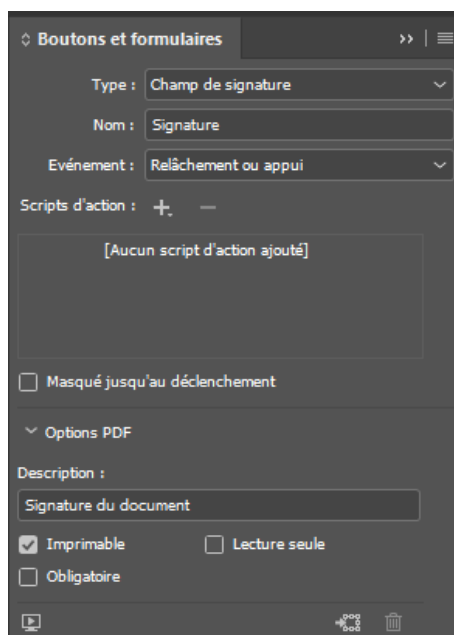 Boutons et formulaires
Type : Champ de signature
Nom : Signature
Evénement : Relâchement ou appui
Scripts d'action :
[Aucun script d'action ajouté]
Masqué jusqu'au déclenchement
Options PDF
Description :
Signature du document
Imprimable Lecture seule
Obligatoire